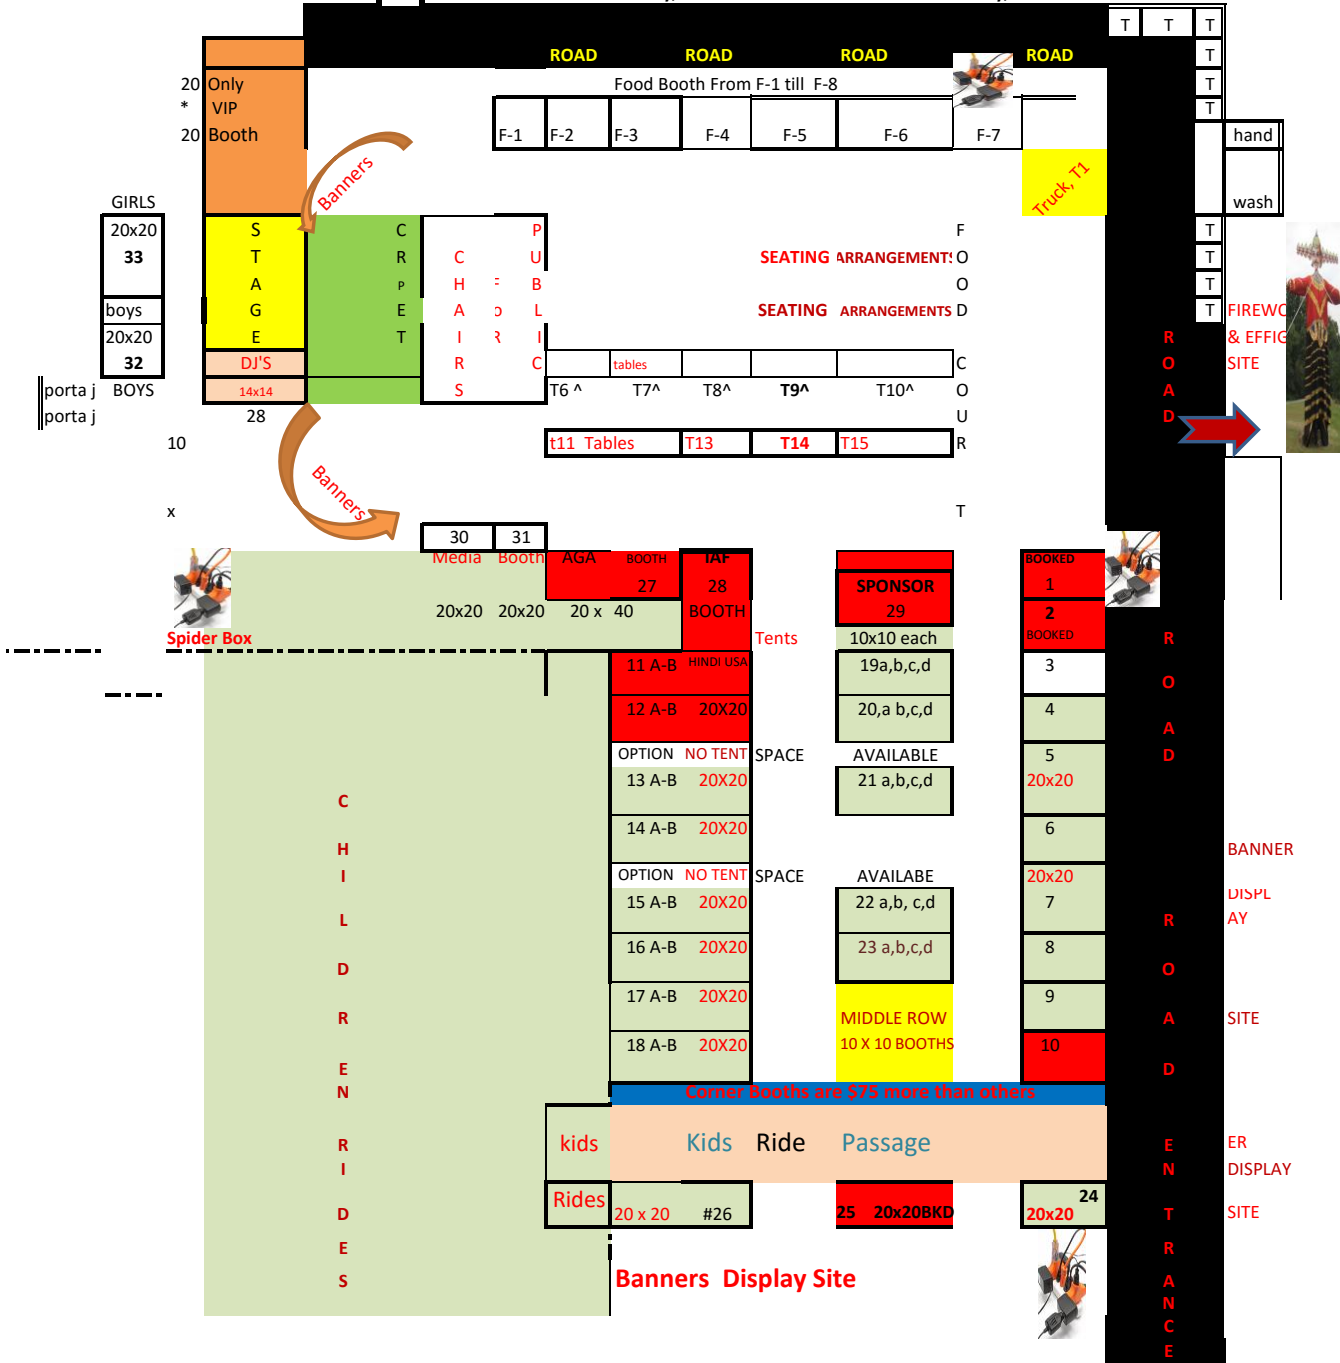 T T T
ROAD ROAD ROAD ROAD T
20 Only Food Booth From F-1 till F-8 T
* VIP T
20 Booth F-1 F-2 F-3 F-4 F-5 F-6 F-7 hand
Banners
Truck, T1
GIRLS wash
20x20 S C P F T
33 T R C U SEATING ARRANGEMENTS O T
A P H F B O T
boys G E A o L SEATING ARRANGEMENTS D T
20x20 E T I R I R & EFFIG
32 DJ'S R C tables C O SITE
porta j BOYS 14x14 S T6 ^ T7^ T8^ T9^ T10^ O A
porta j 28 U D
10 t11 Tables T13 T14 T15 R
Banners
x T
30 31
Media Booth AGA BOOTH IAF BOOKED
27 28 SPONSOR 1
20x20 20x20 20 x 40 BOOTH 29 2
Spider Box Tents 10x10 each BOOKED R
11 A-B HINDI USA 19a,b,c,d 3
O
12 A-B 20X20 20,a b,c,d 4
A
OPTION NO TENT SPACE AVAILABLE 5 D
13 A-B 20X20 21 a,b,c,d 20x20
C
14 A-B 20X20 6
H BANNER
I OPTION NO TENT SPACE AVAILABE 20x20
DISPL
15 A-B 20X20 22 a,b, c,d 7
L R AY
16 A-B 20X20 23 a,b,c,d 8
D O
17 A-B 20X20 9
R MIDDLE ROW A SITE
18 A-B 20X20 10 X 10 BOOTHS 10
E D
N Corner Booths are $75 more than others
R kids Kids Ride Passage E ER
I N DISPLAY
Rides 24
D 20 x 20 #26 25 20x20BKD 20x20 T SITE
E R
S Banners Display Site A
N
C
E